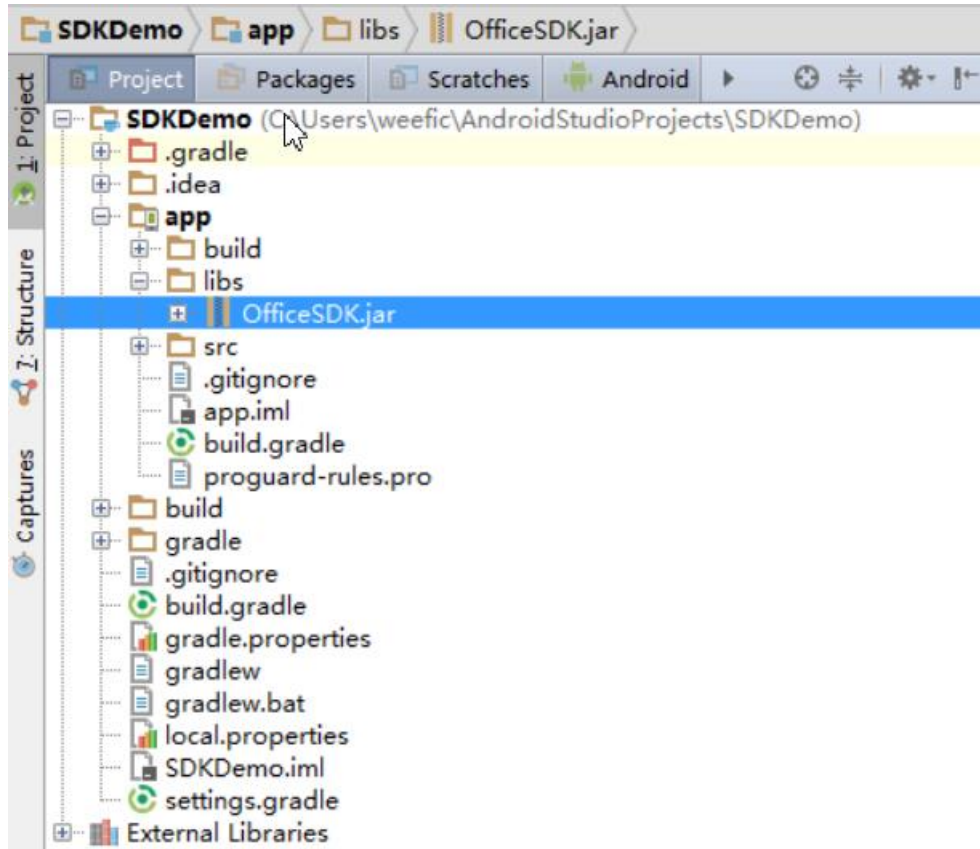 SDKDemo app libs OfficeSDK.jar
Project Packages Scratches Android
1: Project
7: Structure
Captures
SDKDemo (C:\Users\weefic\AndroidStudioProjects\SDKDemo)
.gradle
.idea
app
build
libs
OfficeSDK.jar
src
.gitignore
app.iml
build.gradle
proguard-rules.pro
build
gradle
.gitignore
build.gradle
gradle.properties
gradlew
gradlew.bat
local.properties
SDKDemo.iml
settings.gradle
External Libraries